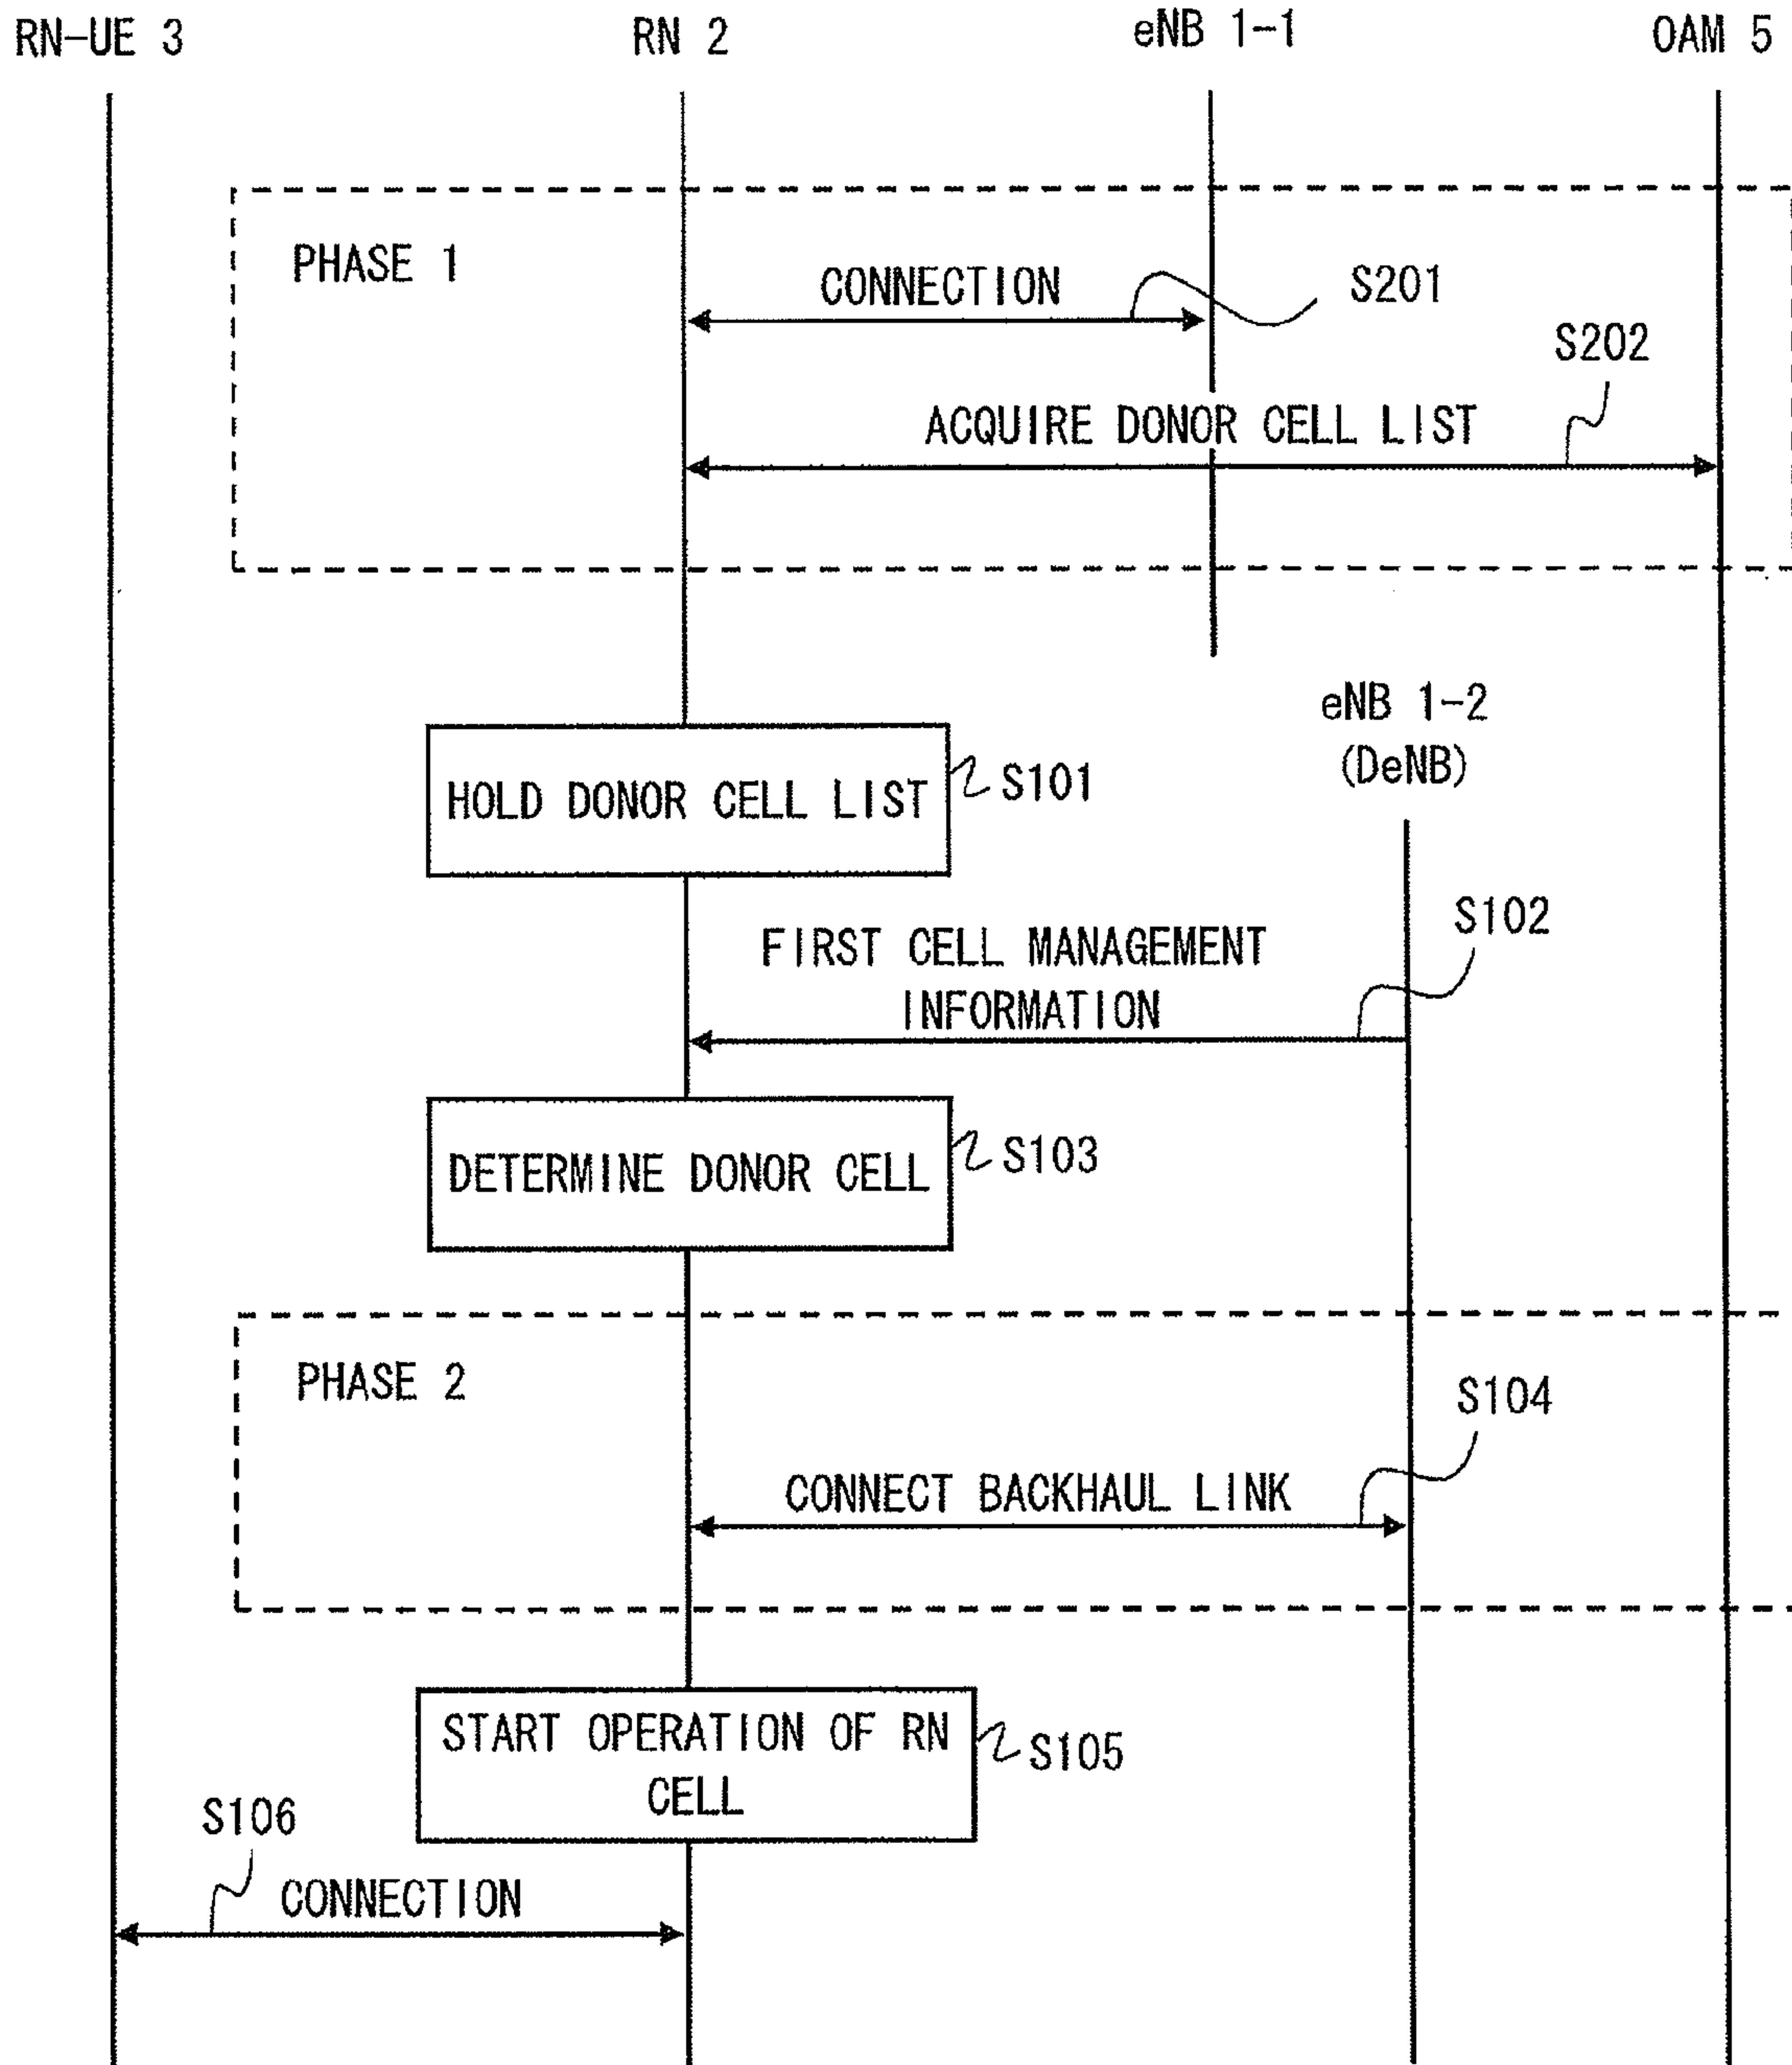 RN-UE 3
RN 2
eNB 1-1
OAM 5
PHASE 1
CONNECTION
S201
S202
ACQUIRE DONOR CELL LIST
eNB 1-2
(DeNB)
HOLD DONOR CELL LIST
S101
S102
FIRST CELL MANAGEMENT
INFORMATION
DETERMINE DONOR CELL
S103
PHASE 2
S104
CONNECT BACKHAUL LINK
START OPERATION OF RN
CELL
S105
S106
CONNECTION